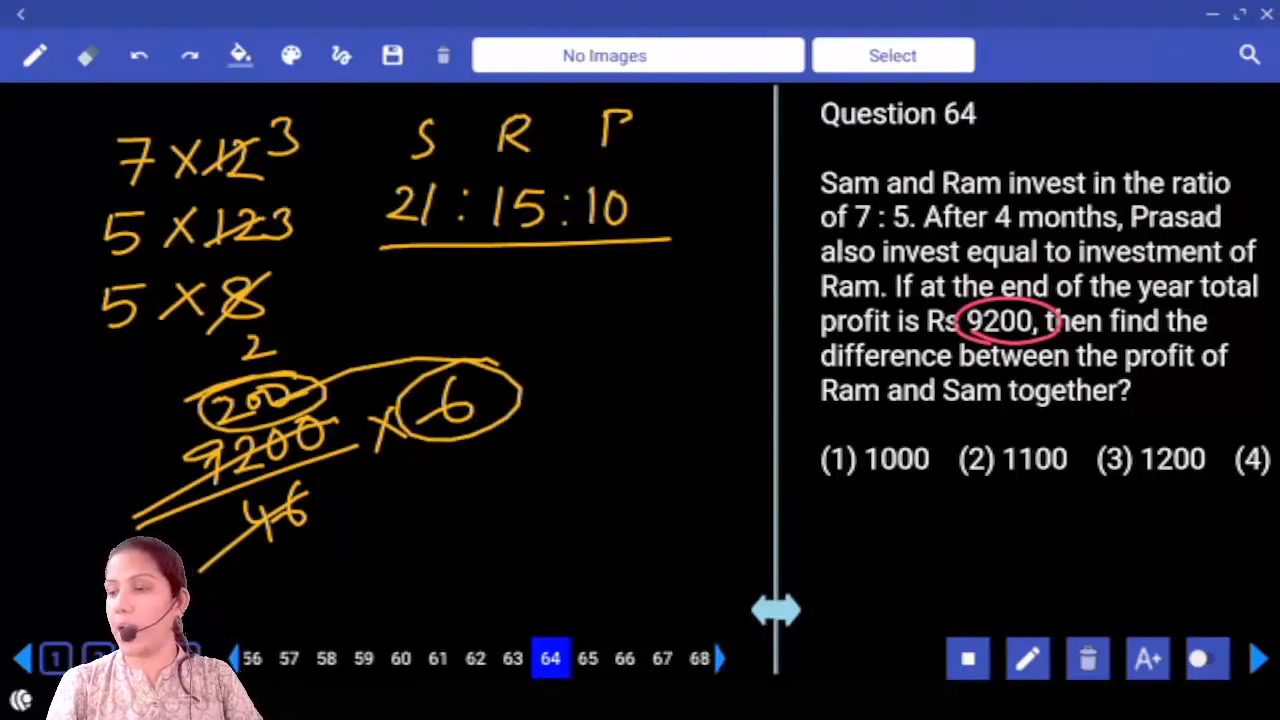 No Images
Select
7 × 12 3
5 × 12 3
5 × 8
2
S R P
21 : 15 : 10
200
9200 × 6
46
Question 64
Sam and Ram invest in the ratio
of 7 : 5. After 4 months, Prasad
also invest equal to investment of
Ram. If at the end of the year total
profit is Rs 9200, then find the
difference between the profit of
Ram and Sam together?
(1) 1000 (2) 1100 (3) 1200 (4)
1
56 57 58 59 60 61 62 63 64 65 66 67 68
A+